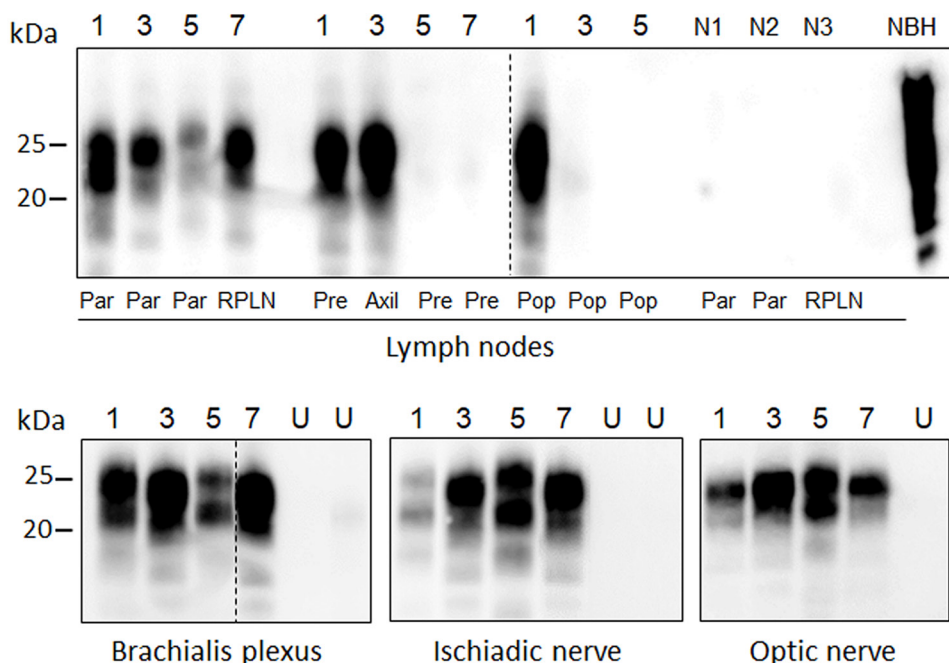 kDa 1 3 5 7 1 3 5 7 1 3 5 N1 N2 N3 NBH
25
20
Par Par Par RPLN Pre Axil Pre Pre Pop Pop Pop Par Par RPLN
Lymph nodes
kDa 1 3 5 7 U U 1 3 5 7 U U 1 3 5 7 U
25
20
Brachialis plexus Ischiadic nerve Optic nerve